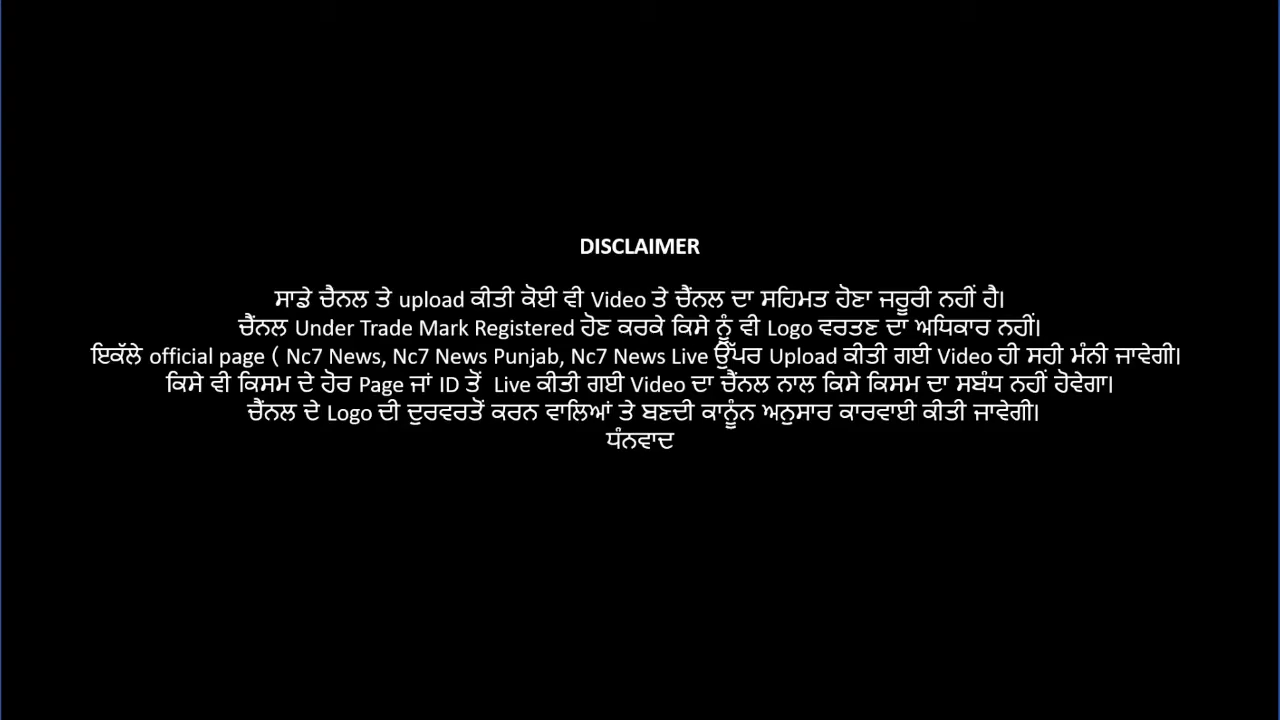 DISCLAIMER
ਸਾਡੇ ਚੈਨਲ ਤੇ upload ਕੀਤੀ ਕੋਈ ਵੀ Video ਤੇ ਚੈੱਨਲ ਦਾ ਸਹਿਮਤ ਹੋਣਾ ਜਰੂਰੀ ਨਹੀਂ ਹੈ।
ਚੈੱਨਲ Under Trade Mark Registered ਹੋਣ ਕਰਕੇ ਕਿਸੇ ਨੂੰ ਵੀ Logo ਵਰਤਣ ਦਾ ਅਧਿਕਾਰ ਨਹੀਂ।
ਇਕੱਲੇ official page ( Nc7 News, Nc7 News Punjab, Nc7 News Live ਉੱਪਰ Upload ਕੀਤੀ ਗਈ Video ਹੀ ਸਹੀ ਮੰਨੀ ਜਾਵੇਗੀ।
ਕਿਸੇ ਵੀ ਕਿਸਮ ਦੇ ਹੋਰ Page ਜਾਂ ID ਤੋਂ Live ਕੀਤੀ ਗਈ Video ਦਾ ਚੈੱਨਲ ਨਾਲ ਕਿਸੇ ਕਿਸਮ ਦਾ ਸਬੰਧ ਨਹੀਂ ਹੋਵੇਗਾ।
ਚੈੱਨਲ ਦੇ Logo ਦੀ ਦੁਰਵਰਤੋਂ ਕਰਨ ਵਾਲਿਆਂ ਤੇ ਬਣਦੀ ਕਾਨੂੰਨ ਅਨੁਸਾਰ ਕਾਰਵਾਈ ਕੀਤੀ ਜਾਵੇਗੀ।
ਧੰਨਵਾਦ